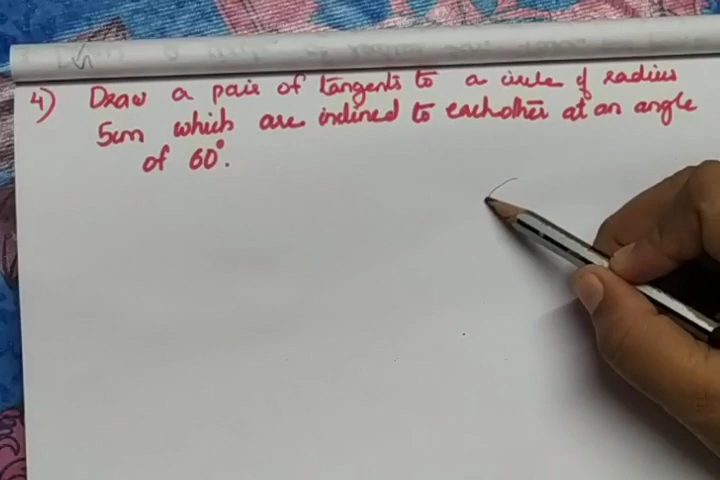 4) Draw a pair of tangents to a circle of radius
5cm which are inclined to eachother at an angle
of 60°.